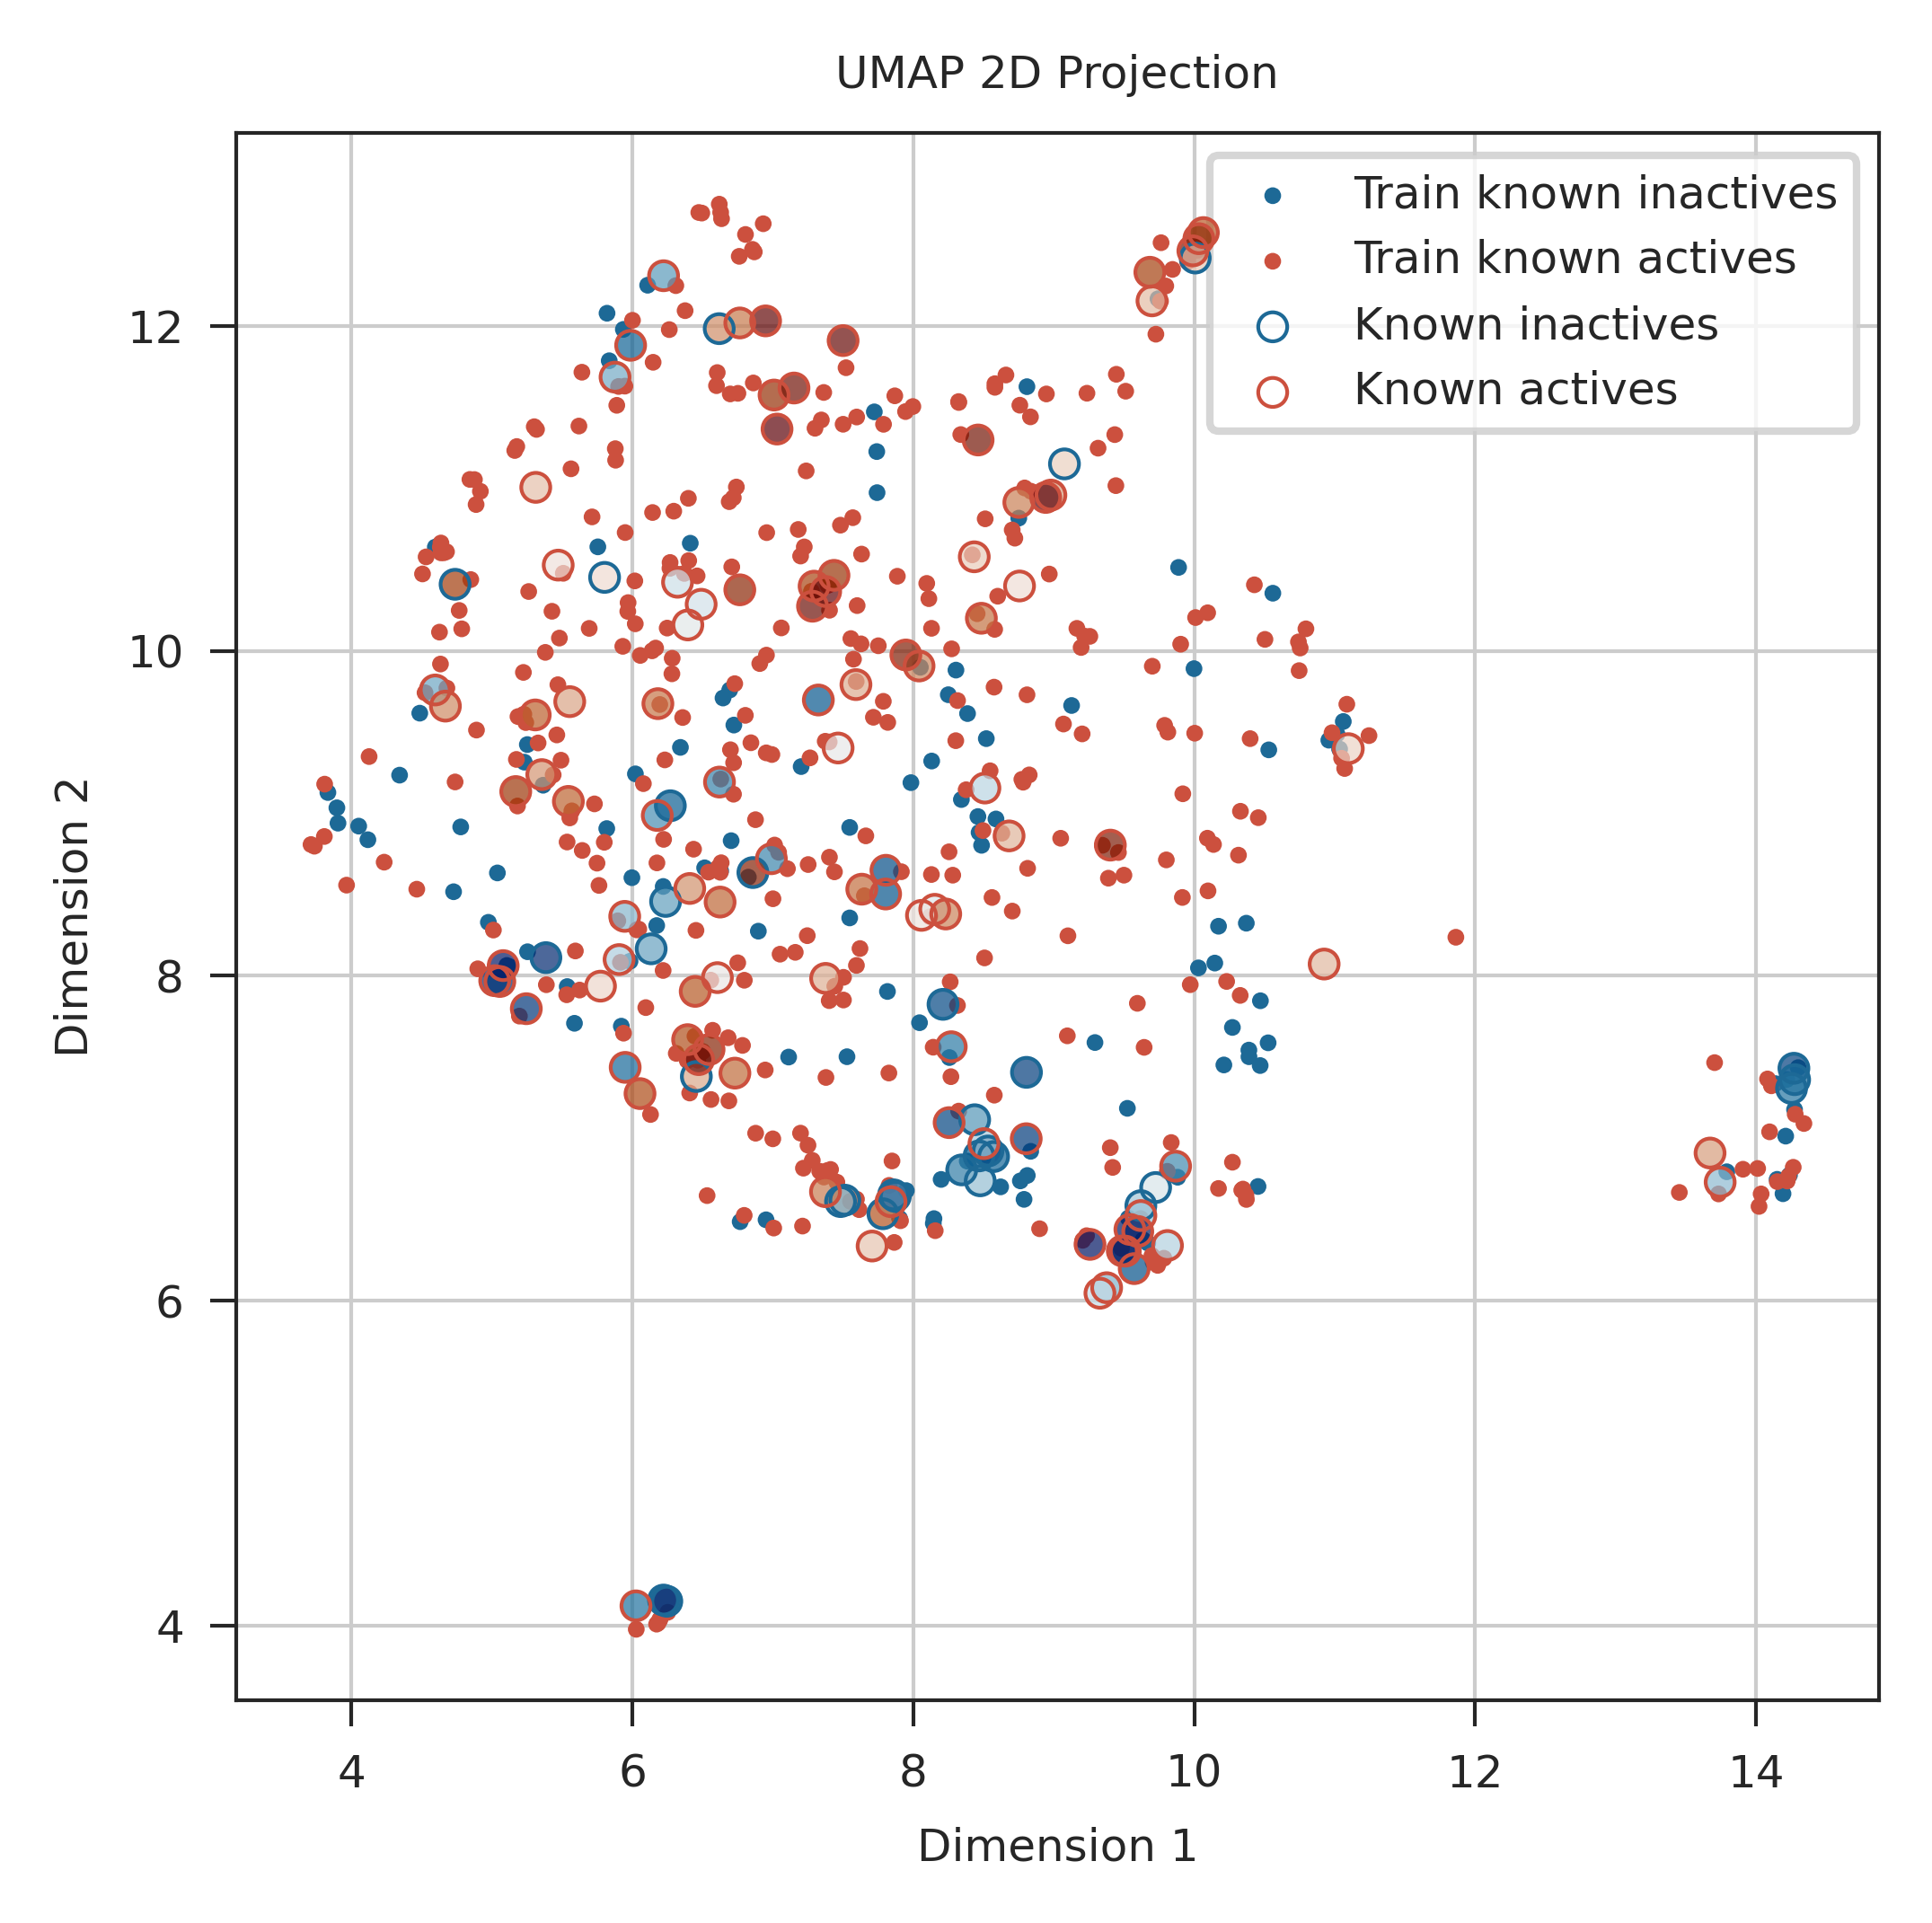 UMAP 2D Projection
Train known inactives
Train known actives
Known inactives
Known actives
12
10
8
6
4
Dimension 2
4 6 8 10 12 14
Dimension 1